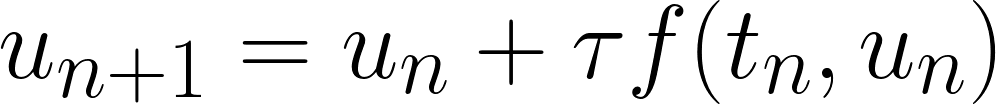 u_{n+1} = u_n + τf(t_n, u_n)